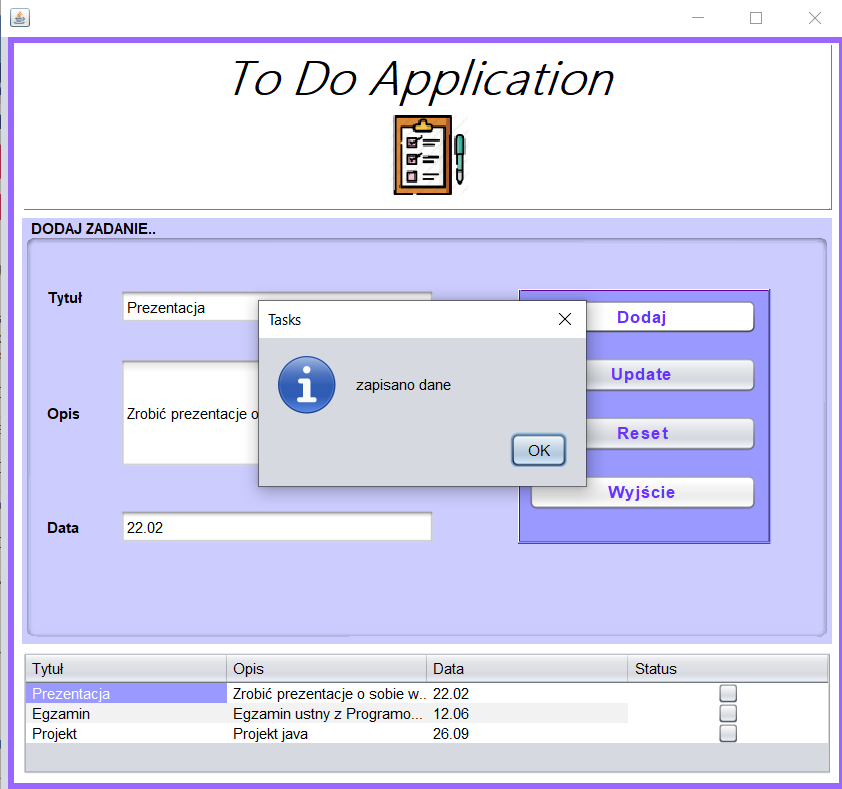 To Do Application
DODAJ ZADANIE..
Tytuł
Prezentacja
Dodaj
Tasks
zapisano dane
OK
Update
Opis
Zrobić prezentacje o
Reset
Wyjście
Data
22.02
Tytuł Opis Data Status
Prezentacja Zrobić prezentacje o sobie w... 22.02
Egzamin Egzamin ustny z Programo... 12.06
Projekt Projekt java 26.09